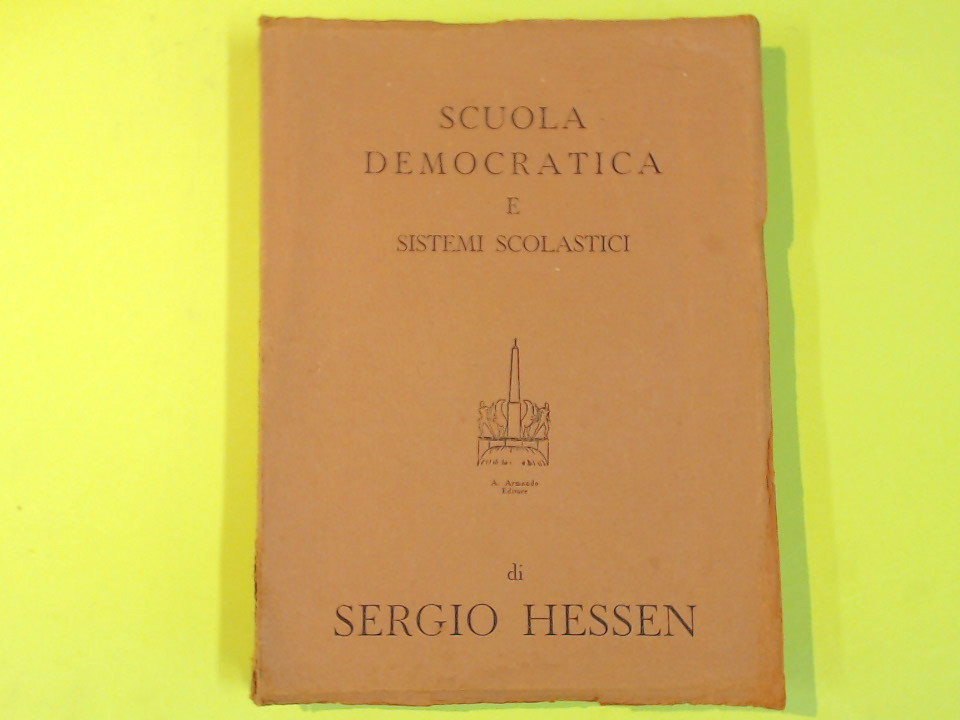 SCUOLA
DEMOCRATICA
E
SISTEMI SCOLASTICI
A. Armando
Editore
di
SERGIO HESSEN